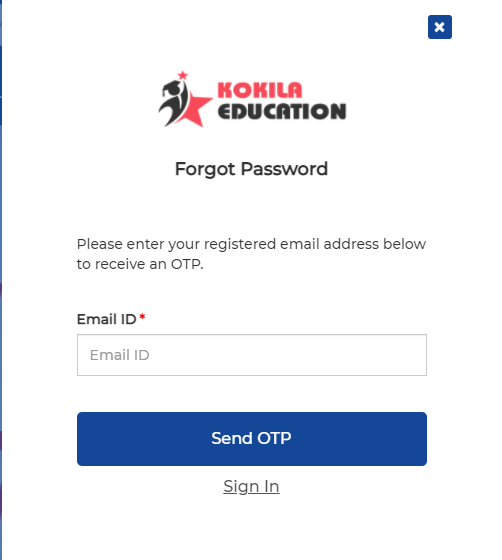 KOKILA
EDUCATION
Forgot Password
Please enter your registered email address below
to receive an OTP.
Email ID *
Email ID
Send OTP
Sign In